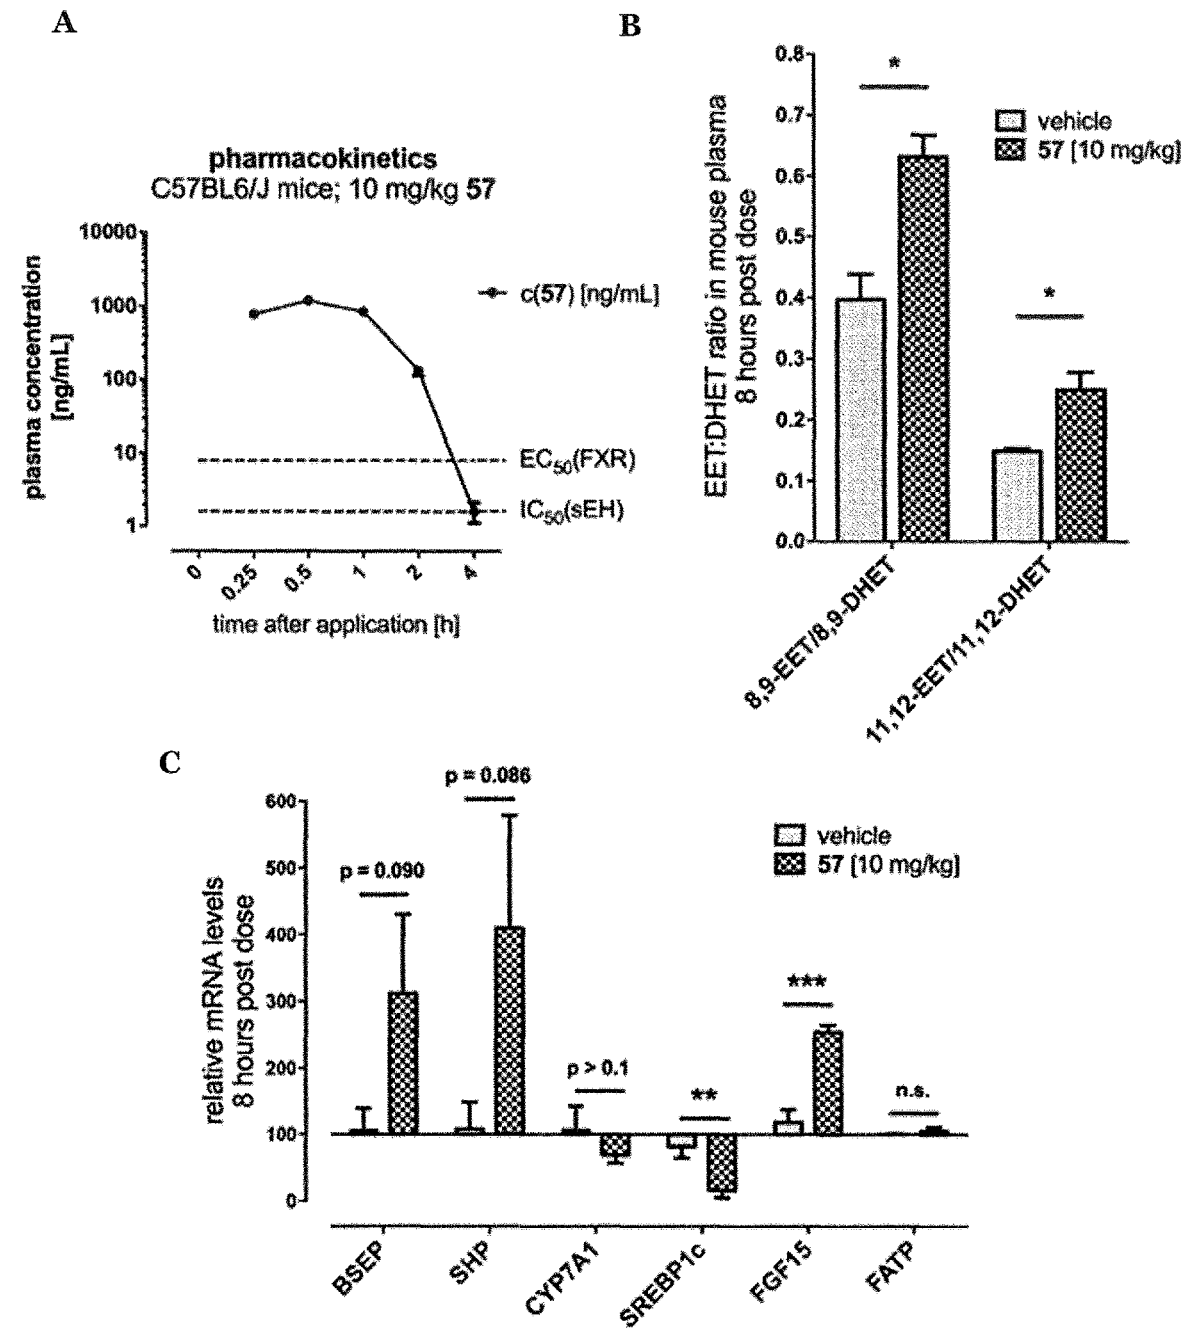 A
pharmacokinetics
C57BL6/J mice; 10 mg/kg 57
plasma concentration
[ng/mL]
10000
1000
100
10
1
c(57) [ng/mL]
EC50(FXR)
IC50(sEH)
0
0.25
0.5
1
2
4
time after application [h]
B
EET:DHET ratio in mouse plasma
8 hours post dose
0.8
0.7
0.6
0.5
0.4
0.3
0.2
0.1
0.0
*
*
vehicle
57 [10 mg/kg]
8,9-EET/8,9-DHET
11,12-EET/11,12-DHET
C
relative mRNA levels
8 hours post dose
600
500
400
300
200
100
0
p = 0.090
p = 0.086
p > 0.1
**
***
n.s.
vehicle
57 [10 mg/kg]
BSEP
SHP
CYP7A1
SREBP1c
FGF15
FATP